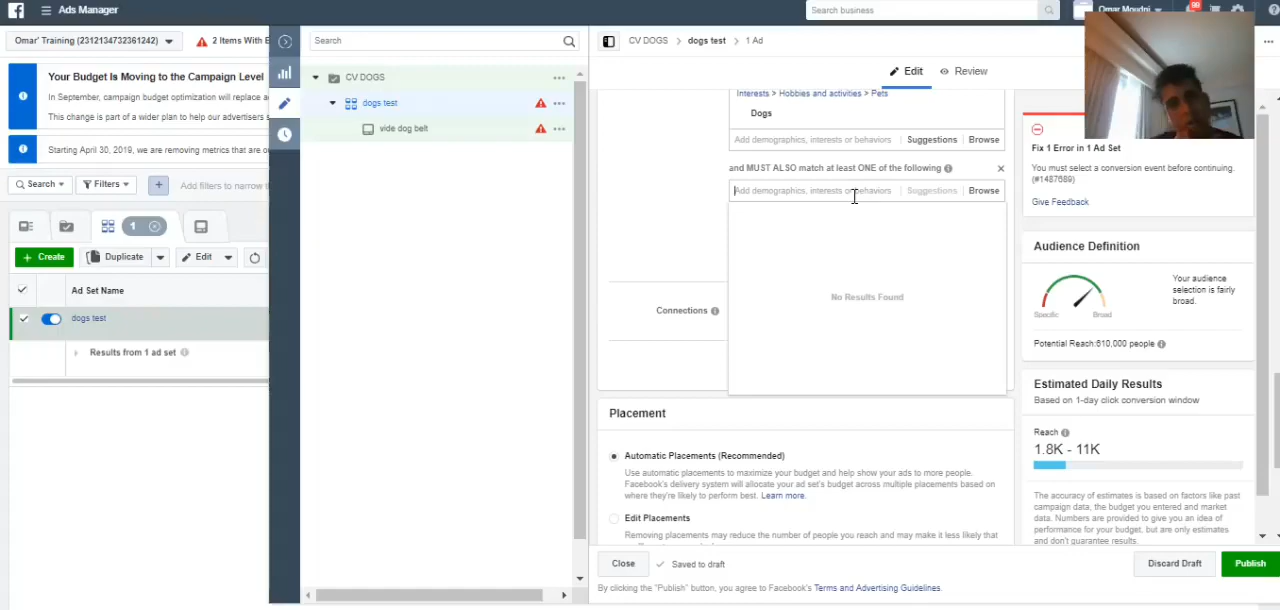 Ads Manager
Search business
Omar Moudni
99
Omar' Training (2312134732361242)
2 Items With E
Your Budget Is Moving to the Campaign Level
In September, campaign budget optimization will replace a
This change is part of a wider plan to help our advertisers s
Starting April 30, 2019, we are removing metrics that are o
Search
Filters
+
Add filters to narrow t
1
+ Create
Duplicate
Edit
Ad Set Name
dogs test
Results from 1 ad set
Search
CV DOGS
dogs test
vide dog belt
CV DOGS > dogs test > 1 Ad
Edit
Review
Interests > Hobbies and activities > Pets
Dogs
Add demographics, interests or behaviors
Suggestions
Browse
and MUST ALSO match at least ONE of the following
Add demographics, interests or behaviors
Suggestions
Browse
No Results Found
Connections
Placement
Automatic Placements (Recommended)
Use automatic placements to maximize your budget and help show your ads to more people.
Facebook's delivery system will allocate your ad set's budget across multiple placements based on
where they're likely to perform best. Learn more.
Edit Placements
Removing placements may reduce the number of people you reach and may make it less likely that
Close
Saved to draft
Discard Draft
Publish
By clicking the "Publish" button, you agree to Facebook's Terms and Advertising Guidelines.
Fix 1 Error in 1 Ad Set
You must select a conversion event before continuing.
(#1487689)
Give Feedback
Audience Definition
Your audience
selection is fairly
broad.
Specific
Broad
Potential Reach:610,000 people
Estimated Daily Results
Based on 1-day click conversion window
Reach
1.8K - 11K
The accuracy of estimates is based on factors like past
campaign data, the budget you entered and market
data. Numbers are provided to give you an idea of
performance for your budget, but are only estimates
and don't guarantee results.